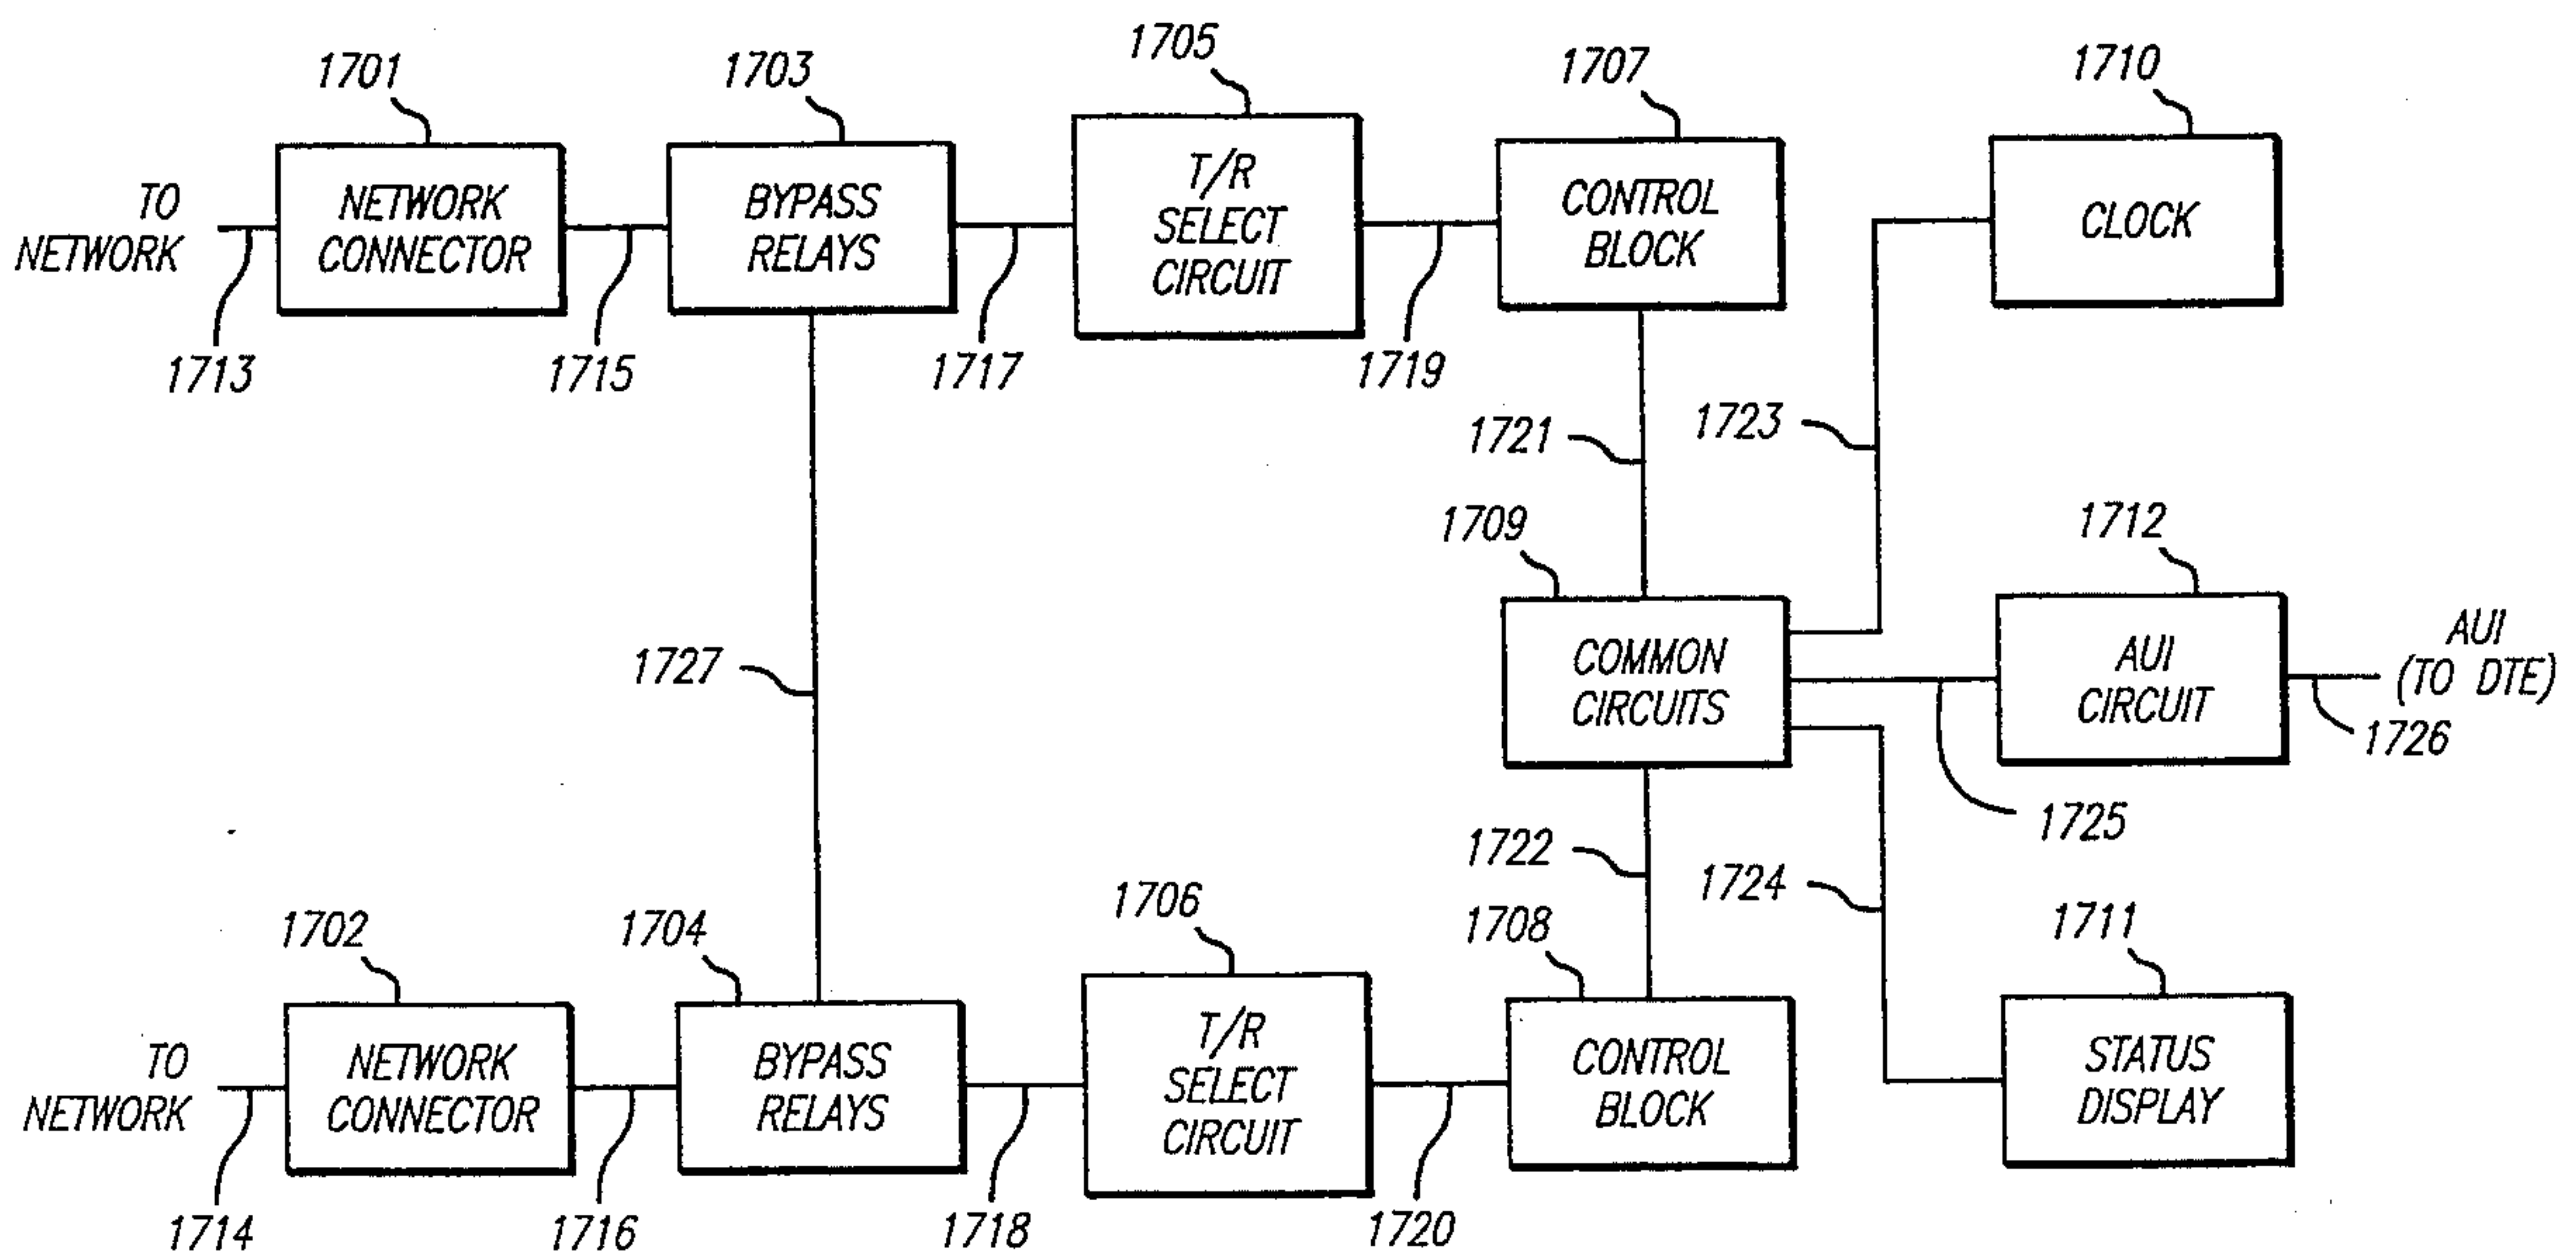 1701
1703
1705
1707
1710
TO
NETWORK
NETWORK
CONNECTOR
BYPASS
RELAYS
T/R
SELECT
CIRCUIT
CONTROL
BLOCK
CLOCK
1713
1715
1717
1719
1721
1723
1709
1712
1727
COMMON
CIRCUITS
AUI
CIRCUIT
AUI
(TO DTE)
1726
1725
1722
1724
1702
1704
1706
1708
1711
TO
NETWORK
NETWORK
CONNECTOR
BYPASS
RELAYS
T/R
SELECT
CIRCUIT
CONTROL
BLOCK
STATUS
DISPLAY
1714
1716
1718
1720